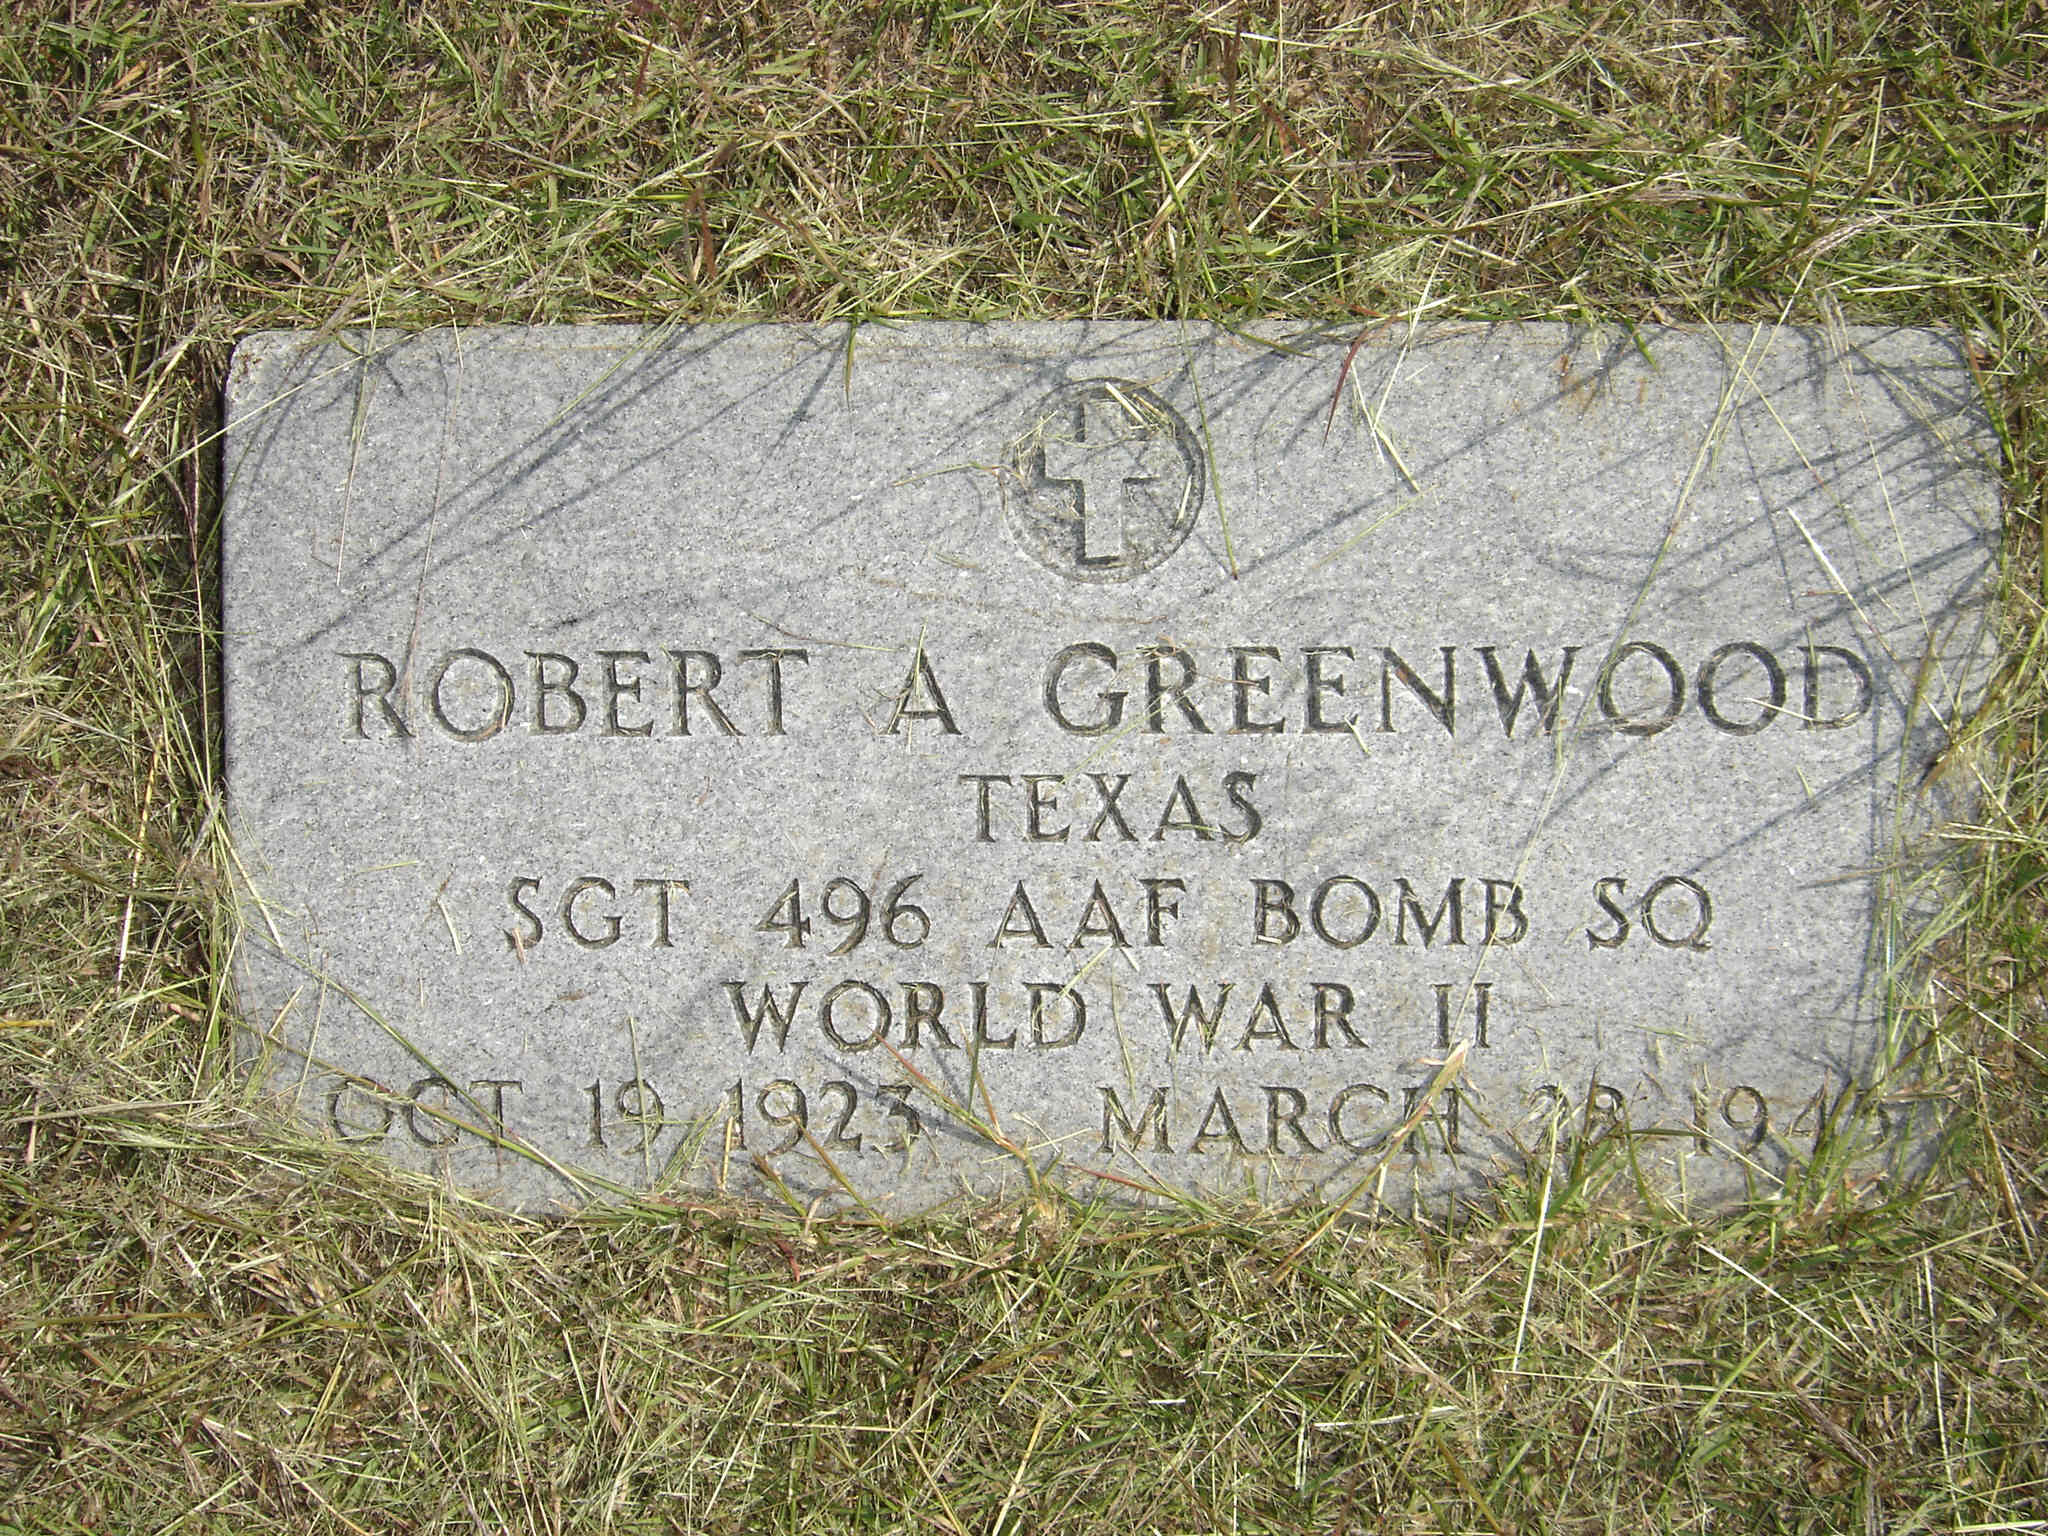 ROBERT A GREENWOOD
TEXAS
SGT 496 AAF BOMB SQ
WORLD WAR II
OCT 19 1923 MARCH